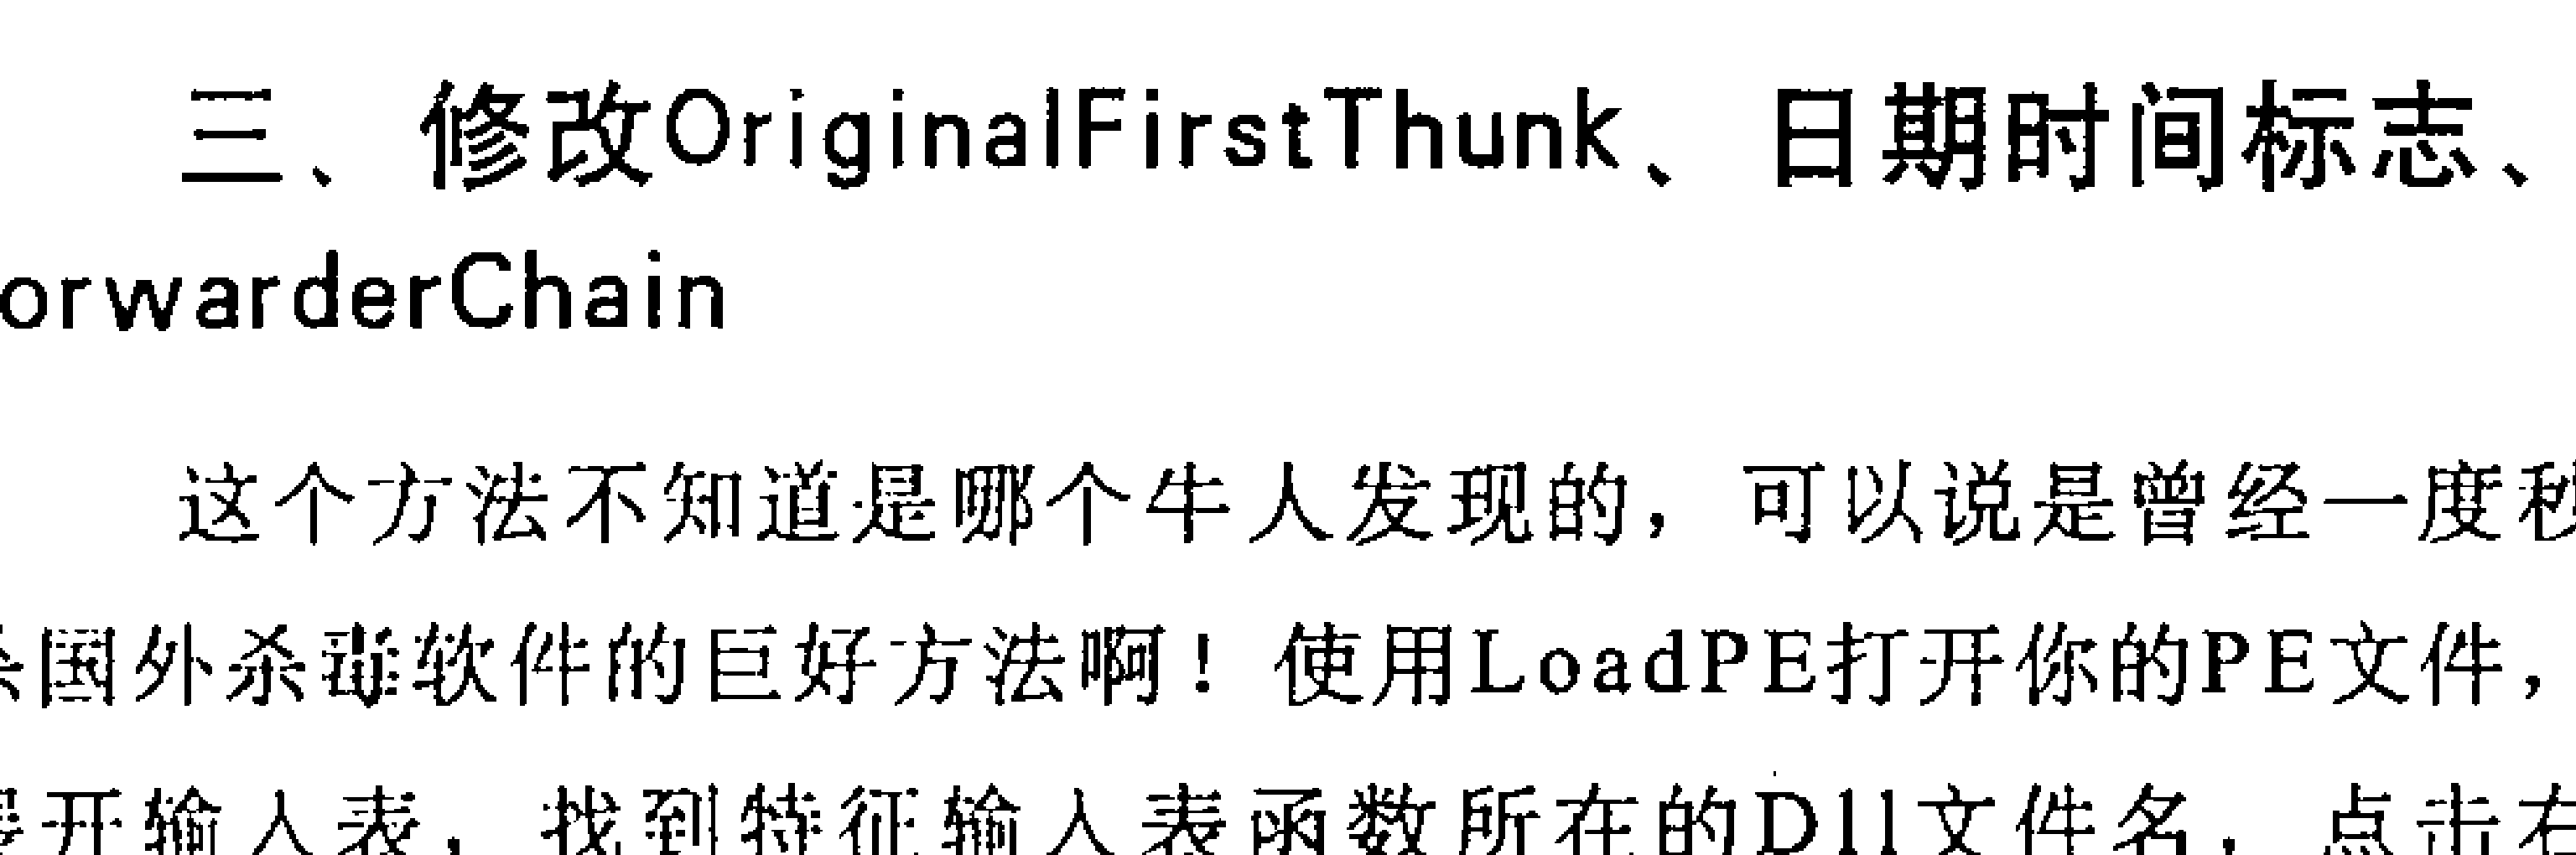 三、修改OriginalFirstThunk、日期时间标志、
orwarderChain
这个方法不知道是哪个牛人发现的，可以说是曾经一度秒
杀国外杀毒软件的巨好方法啊！使用LoadPE打开你的PE文件，
开输入表，找到特征输入表函数所在的Dll文件名，点击右